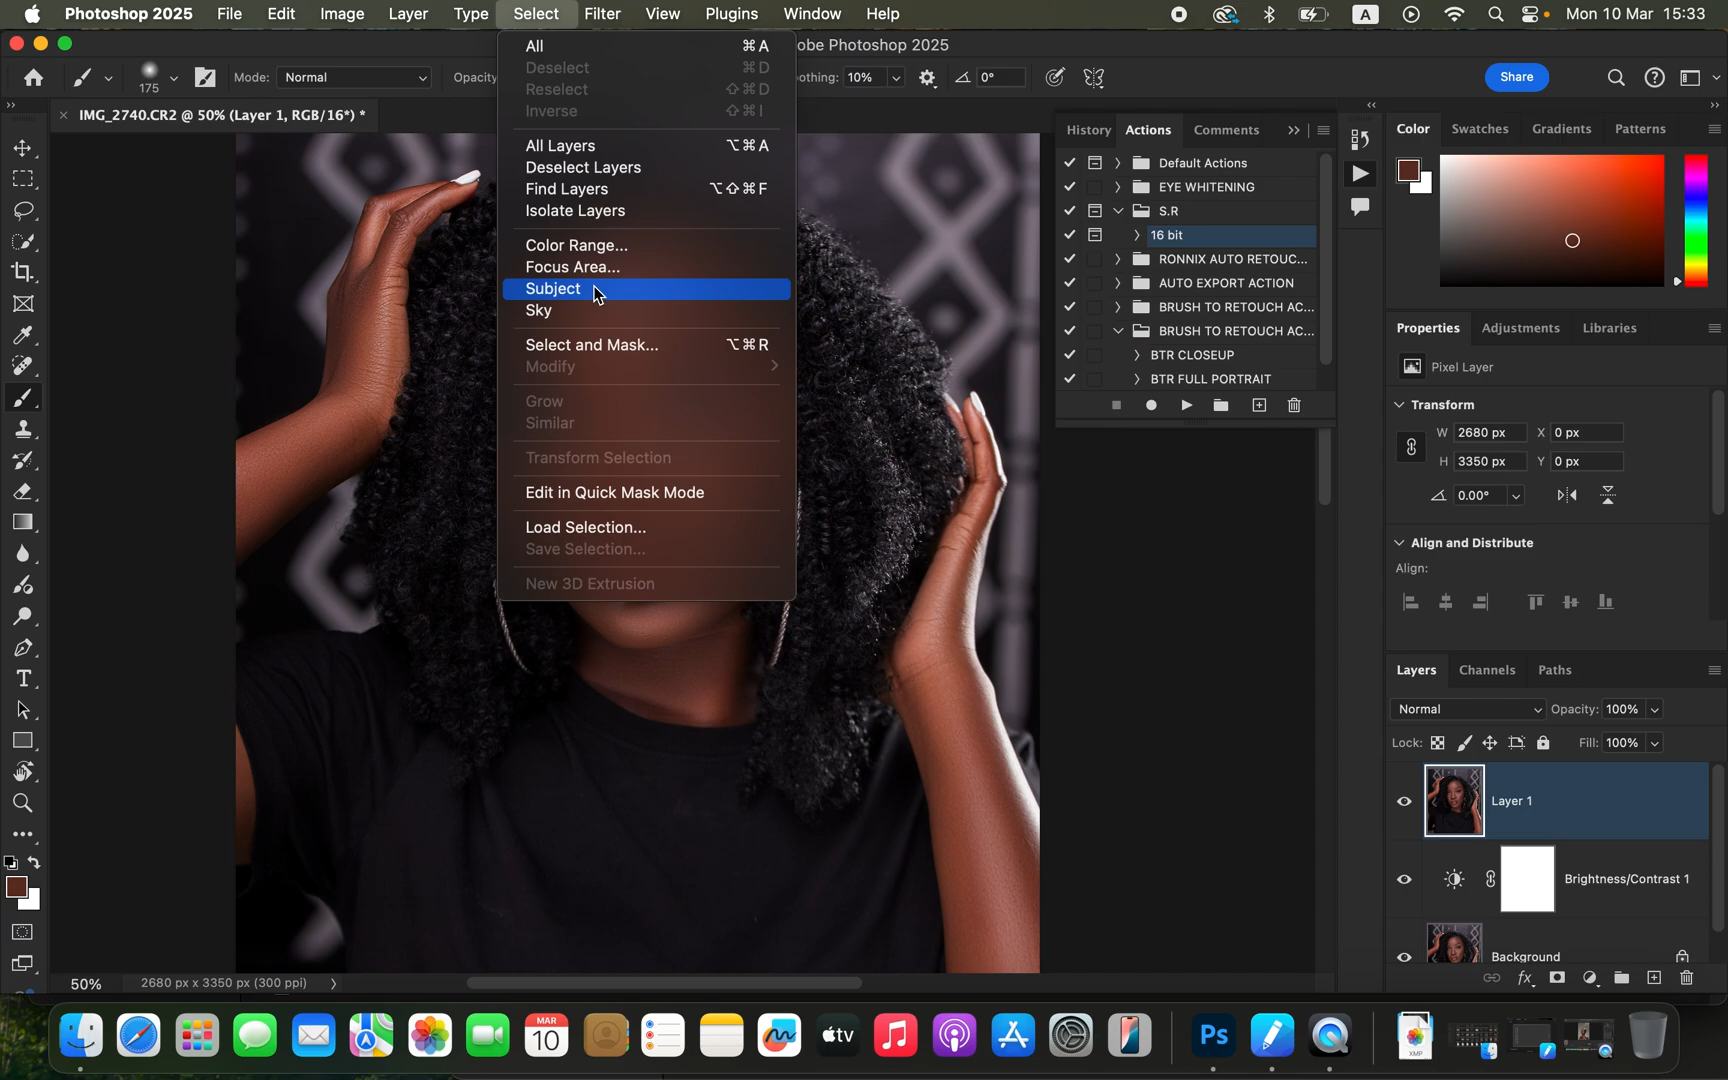 Photoshop 2025 File Edit Image Layer Type Select Filter View Plugins Window Help A Mon 10 Mar 15:33
obe Photoshop 2025
175 Mode: Normal Opacity othing: 10% 0° Share
IMG_2740.CR2 @ 50% (Layer 1, RGB/16*) *
All ⌘A
Deselect ⌘D
Reselect ⇧⌘D
Inverse ⇧⌘I
All Layers ⌥⌘A
Deselect Layers
Find Layers ⌥⇧⌘F
Isolate Layers
Color Range...
Focus Area...
Subject
Sky
Select and Mask... ⌥⌘R
Modify
Grow
Similar
Transform Selection
Edit in Quick Mask Mode
Load Selection...
Save Selection...
New 3D Extrusion
History Actions Comments
Default Actions
EYE WHITENING
S.R
16 bit
RONNIX AUTO RETOUC...
AUTO EXPORT ACTION
BRUSH TO RETOUCH AC...
BRUSH TO RETOUCH AC...
BTR CLOSEUP
BTR FULL PORTRAIT
Color Swatches Gradients Patterns
Properties Adjustments Libraries
Pixel Layer
Transform
W 2680 px X 0 px
H 3350 px Y 0 px
0.00°
Align and Distribute
Align:
Layers Channels Paths
Normal Opacity: 100%
Lock: Fill: 100%
Layer 1
Brightness/Contrast 1
Background
fx
50% 2680 px x 3350 px (300 ppi)
MAR
10
tv
Ps
XMP